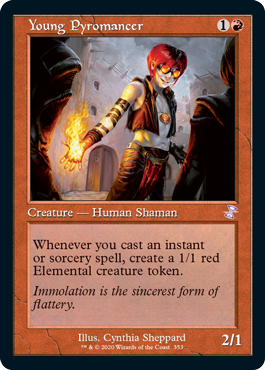 Young Pyromancer 1
Creature — Human Shaman
Whenever you cast an instant
or sorcery spell, create a 1/1 red
Elemental creature token.
Immolation is the sincerest form of
flattery.
Illus. Cynthia Sheppard
™ & © 2020 Wizards of the Coast 353
2/1